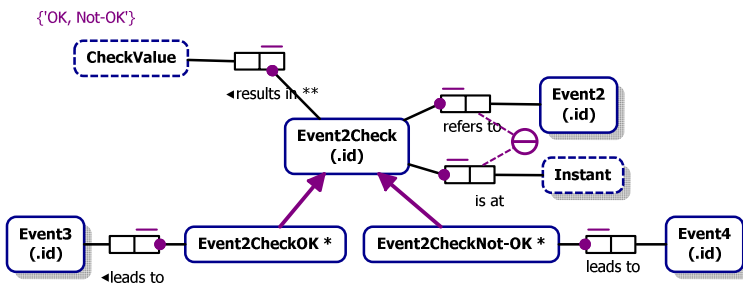 {'OK, Not-OK'}
CheckValue
◄results in **
Event2Check
(.id)
refers to
Event2
(.id)
is at
Instant
Event3
(.id)
◄leads to
Event2CheckOK *
Event2CheckNot-OK *
leads to
Event4
(.id)